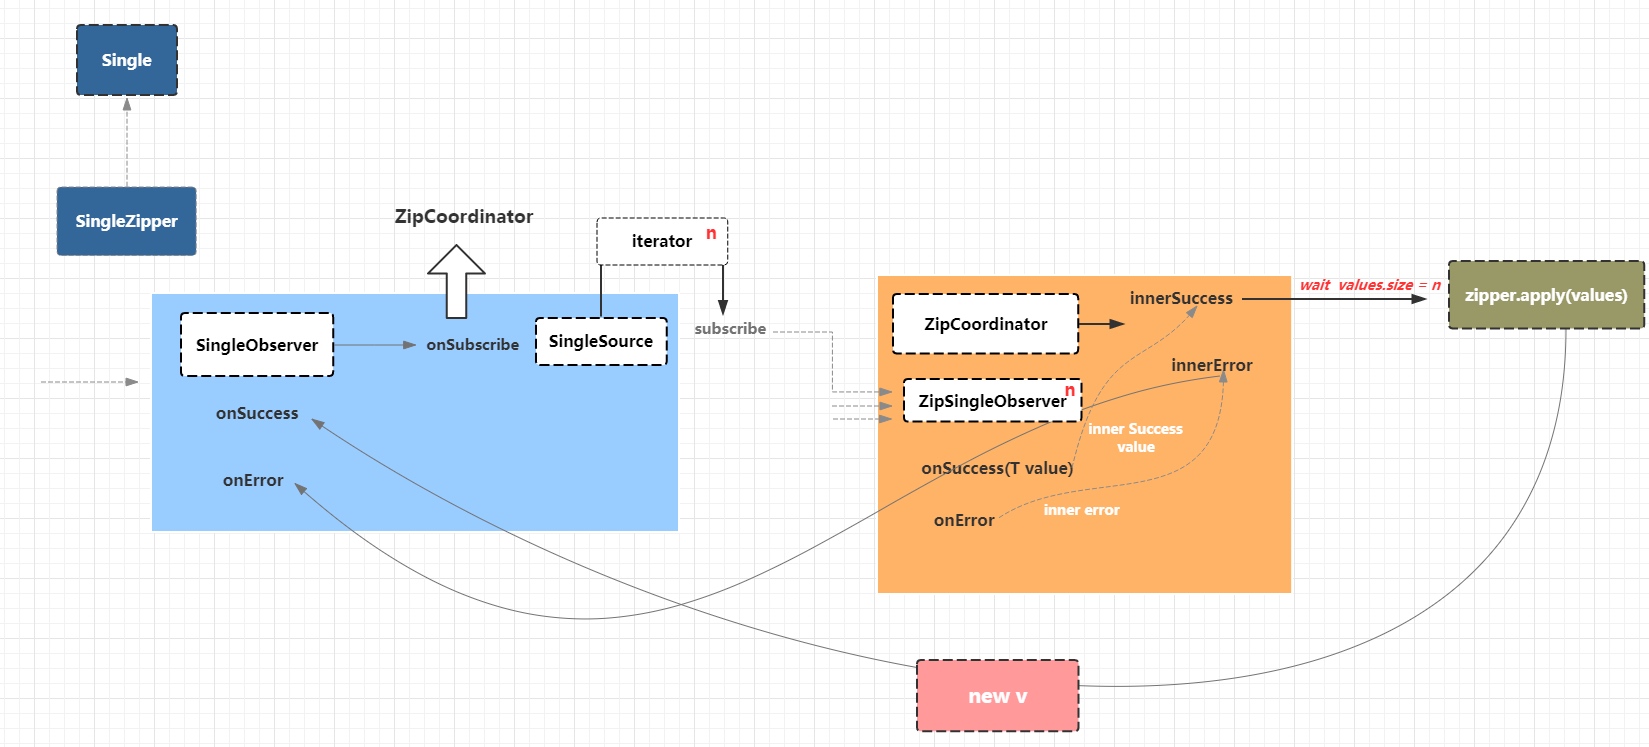 Single
SingleZipper
ZipCoordinator
iterator
n
SingleObserver
onSubscribe
SingleSource
subscribe
onSuccess
onError
ZipCoordinator
innerSuccess
wait values.size = n
zipper.apply(values)
innerError
ZipSingleObserver
n
inner Success
value
onSuccess(T value)
inner error
onError
new v